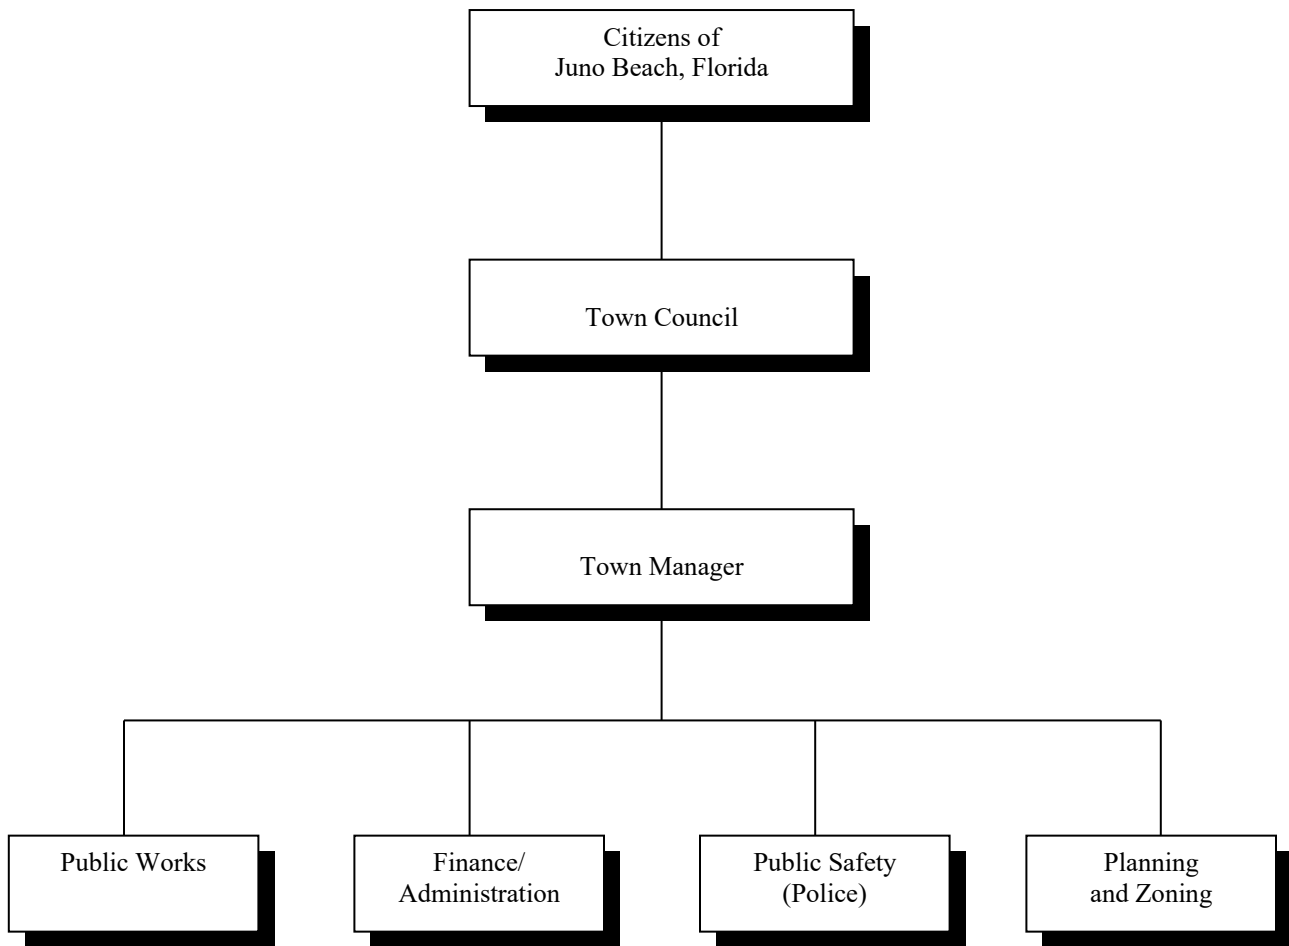 Citizens of
Juno Beach, Florida
Town Council
Town Manager
Public Works
Finance/
Administration
Public Safety
(Police)
Planning
and Zoning